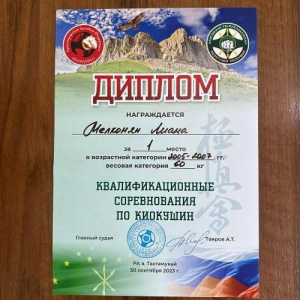 ДИПЛОМ
НАГРАЖДАЕТСЯ
Мелконян Лиана
за 1 место
в возрастной категории 2006-2007 гг.
весовая категория 60 кг
КВАЛИФИКАЦИОННЫЕ
СОРЕВНОВАНИЯ
ПО КИОКУШИН
Главный судья Тавров А.Т.
РА а. Тахтамукай
30 сентября 2023 г.